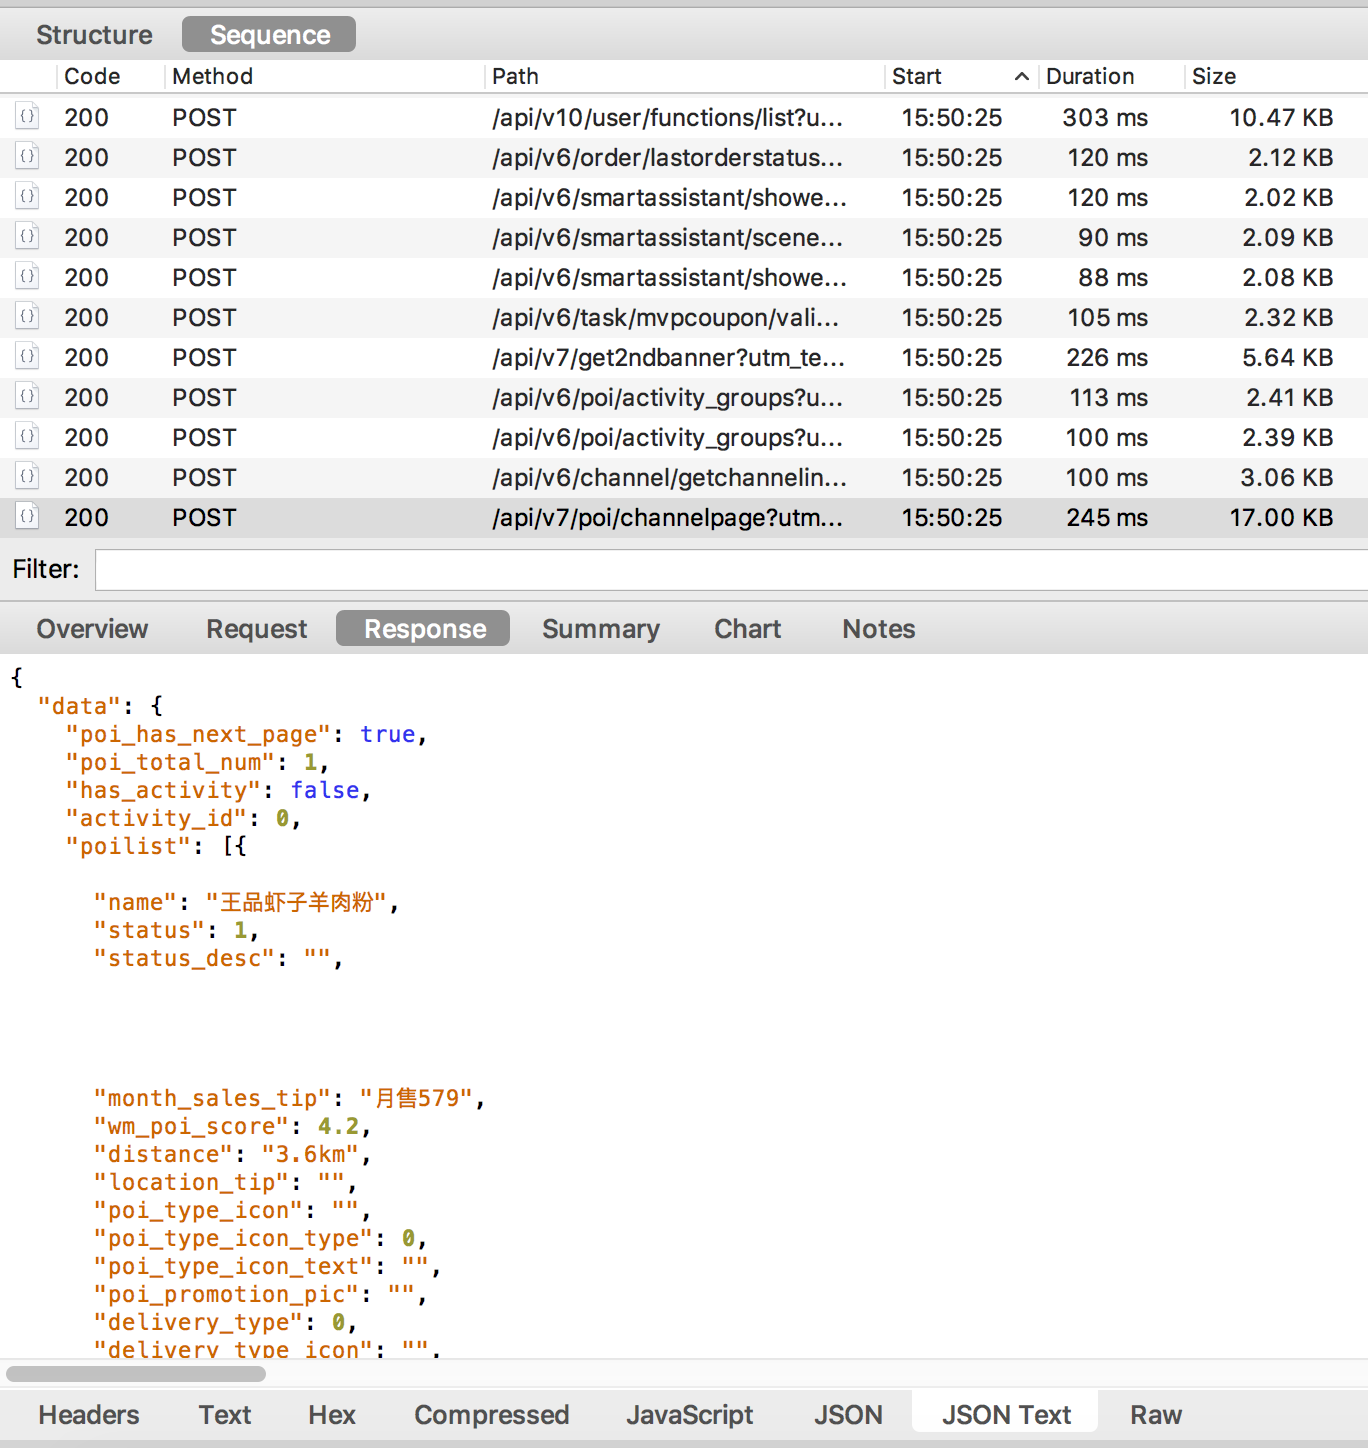 Structure Sequence
Code Method Path Start Duration Size
{} 200 POST /api/v10/user/functions/list?u... 15:50:25 303 ms 10.47 KB
{} 200 POST /api/v6/order/lastorderstatus... 15:50:25 120 ms 2.12 KB
{} 200 POST /api/v6/smartassistant/showe... 15:50:25 120 ms 2.02 KB
{} 200 POST /api/v6/smartassistant/scene... 15:50:25 90 ms 2.09 KB
{} 200 POST /api/v6/smartassistant/showe... 15:50:25 88 ms 2.08 KB
{} 200 POST /api/v6/task/mvpcoupon/vali... 15:50:25 105 ms 2.32 KB
{} 200 POST /api/v7/get2ndbanner?utm_te... 15:50:25 226 ms 5.64 KB
{} 200 POST /api/v6/poi/activity_groups?u... 15:50:25 113 ms 2.41 KB
{} 200 POST /api/v6/poi/activity_groups?u... 15:50:25 100 ms 2.39 KB
{} 200 POST /api/v6/channel/getchannelin... 15:50:25 100 ms 3.06 KB
{} 200 POST /api/v7/poi/channelpage?utm... 15:50:25 245 ms 17.00 KB
Filter:
Overview Request Response Summary Chart Notes
{
"data": {
"poi_has_next_page": true,
"poi_total_num": 1,
"has_activity": false,
"activity_id": 0,
"poilist": [{
"name": "王品虾子羊肉粉",
"status": 1,
"status_desc": "",
"month_sales_tip": "月售579",
"wm_poi_score": 4.2,
"distance": "3.6km",
"location_tip": "",
"poi_type_icon": "",
"poi_type_icon_type": 0,
"poi_type_icon_text": "",
"poi_promotion_pic": "",
"delivery_type": 0,
"delivery_type_icon": "",
Headers Text Hex Compressed JavaScript JSON JSON Text Raw